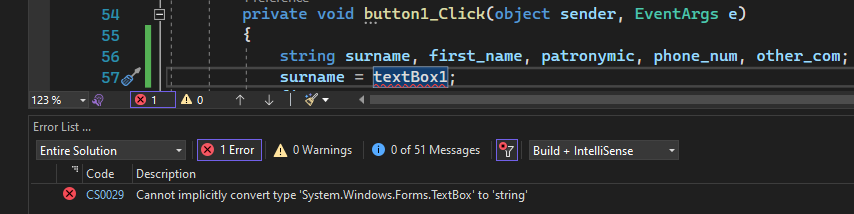 54 private void button1_Click(object sender, EventArgs e)
55 {
56 string surname, first_name, patronymic, phone_num, other_com;
57 surname = textBox1;
123 % 1 0
Error List ...
Entire Solution 1 Error 0 Warnings 0 of 51 Messages Build + IntelliSense
Code Description
CS0029 Cannot implicitly convert type 'System.Windows.Forms.TextBox' to 'string'